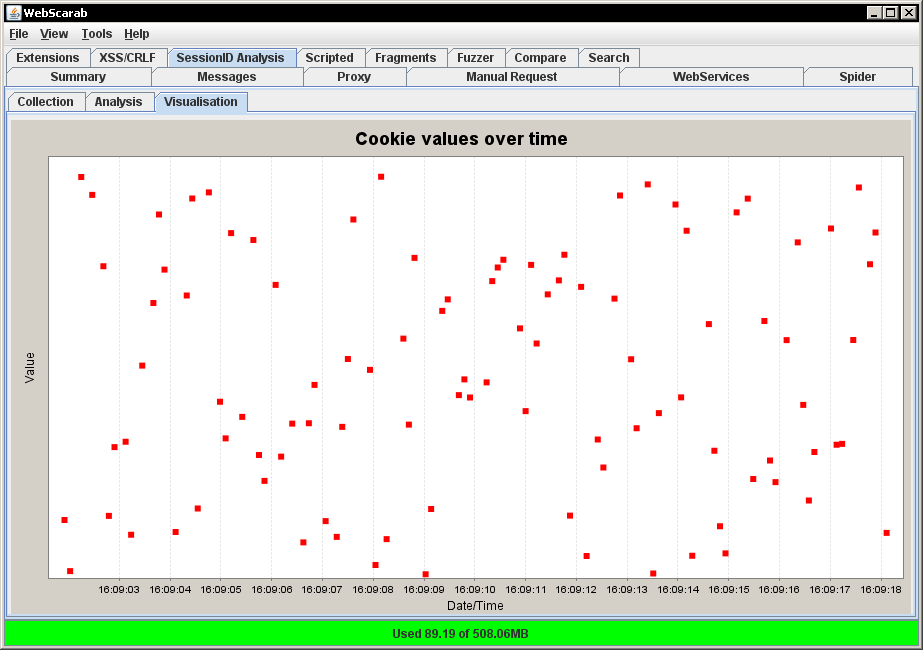 WebScarab
File View Tools Help
Extensions XSS/CRLF SessionID Analysis Scripted Fragments Fuzzer Compare Search
Summary Messages Proxy Manual Request WebServices Spider
Collection Analysis Visualisation
Cookie values over time
Value
16:09:03 16:09:04 16:09:05 16:09:06 16:09:07 16:09:08 16:09:09 16:09:10 16:09:11 16:09:12 16:09:13 16:09:14 16:09:15 16:09:16 16:09:17 16:09:18
Date/Time
Used 89.19 of 508.06MB